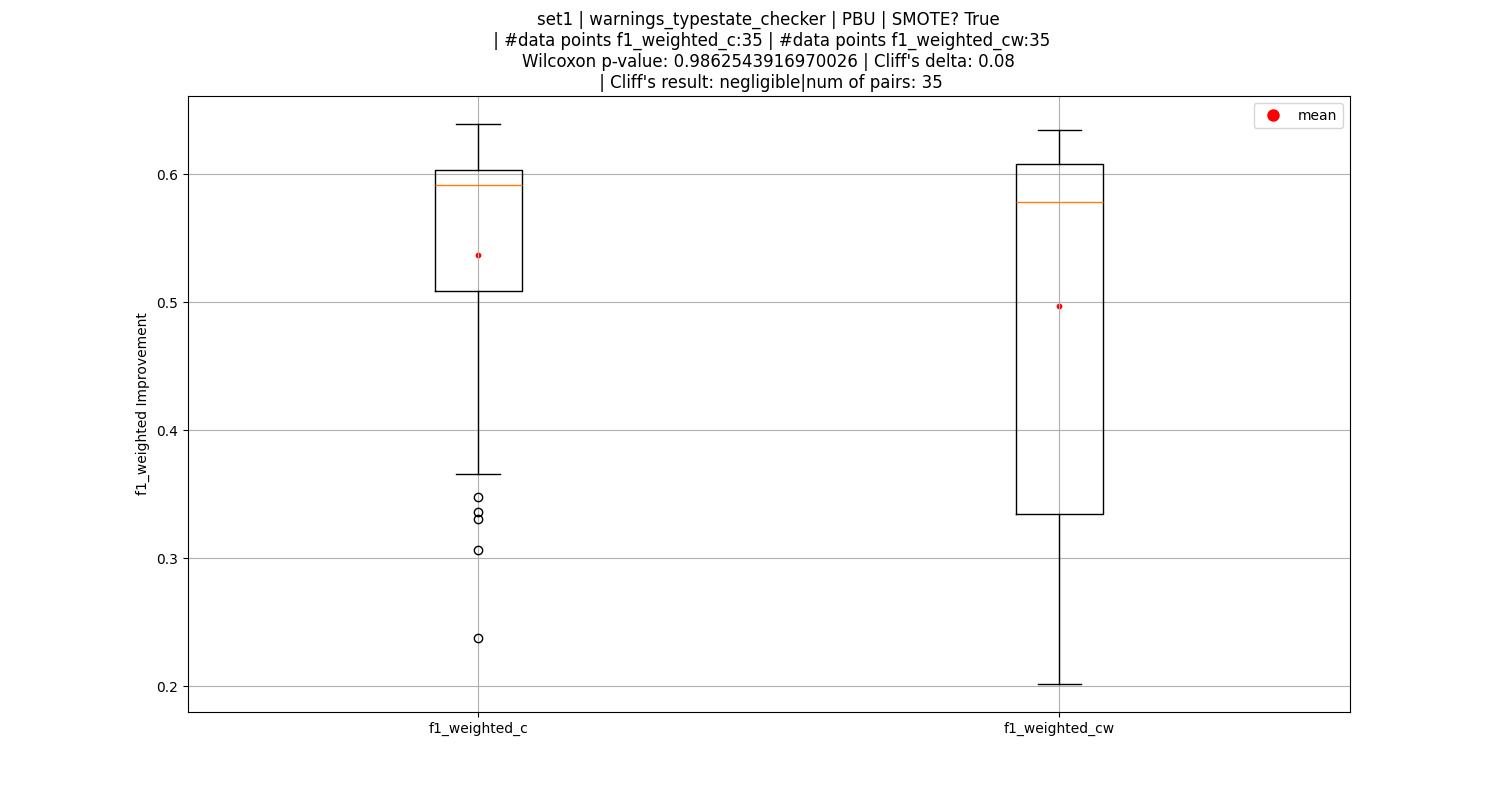 set1 | warnings_typestate_checker | PBU | SMOTE? True
| #data points f1_weighted_c:35 | #data points f1_weighted_cw:35
Wilcoxon p-value: 0.9862543916970026 | Cliff's delta: 0.08
| Cliff's result: negligible|num of pairs: 35
mean
0.6
0.5
0.4
0.3
0.2
f1_weighted Improvement
f1_weighted_c
f1_weighted_cw